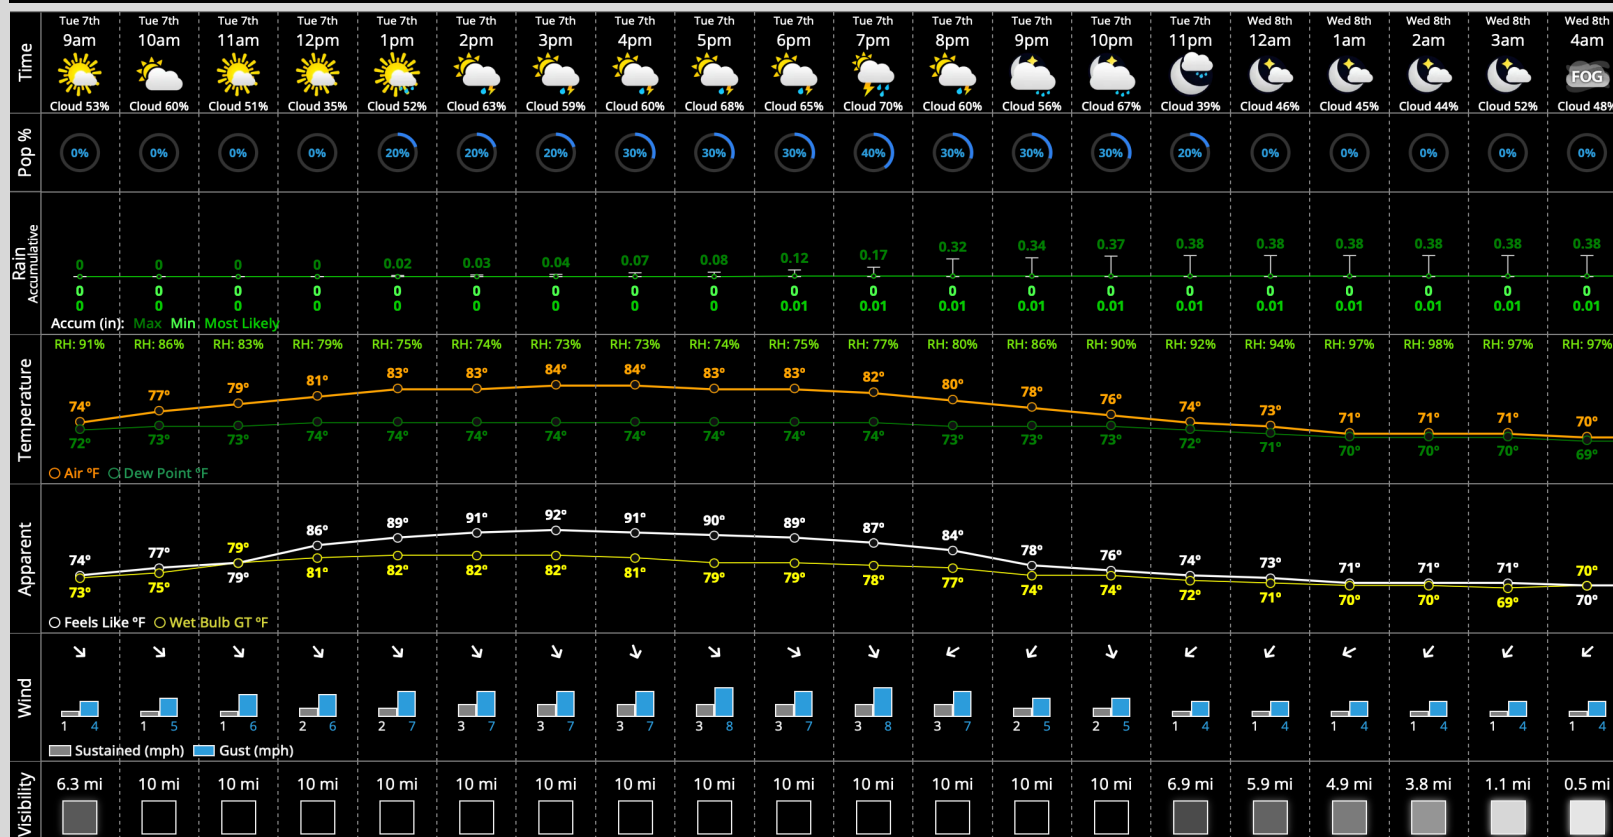 Tue 7th Tue 7th Tue 7th Tue 7th Tue 7th Tue 7th Tue 7th Tue 7th Tue 7th Tue 7th Tue 7th Tue 7th Tue 7th Tue 7th Tue 7th Wed 8th Wed 8th Wed 8th Wed 8th Wed 8th
Time
9am 10am 11am 12pm 1pm 2pm 3pm 4pm 5pm 6pm 7pm 8pm 9pm 10pm 11pm 12am 1am 2am 3am 4am
FOG
Cloud 53% Cloud 60% Cloud 51% Cloud 35% Cloud 52% Cloud 63% Cloud 59% Cloud 60% Cloud 68% Cloud 65% Cloud 70% Cloud 60% Cloud 56% Cloud 67% Cloud 39% Cloud 46% Cloud 45% Cloud 44% Cloud 52% Cloud 48%
Pop %
0% 0% 0% 0% 20% 20% 20% 30% 30% 30% 40% 30% 30% 30% 20% 0% 0% 0% 0% 0%
Rain
Accumulative
0 0 0 0 0.02 0.03 0.04 0.07 0.08 0.12 0.17 0.32 0.34 0.37 0.38 0.38 0.38 0.38 0.38 0.38
0 0 0 0 0 0 0 0 0 0 0 0 0 0 0 0 0 0 0 0
0 0 0 0 0 0 0 0 0 0.01 0.01 0.01 0.01 0.01 0.01 0.01 0.01 0.01 0.01 0.01
Accum (in): Max Min Most Likely
Temperature
RH: 91% RH: 86% RH: 83% RH: 79% RH: 75% RH: 74% RH: 73% RH: 73% RH: 74% RH: 75% RH: 77% RH: 80% RH: 86% RH: 90% RH: 92% RH: 94% RH: 97% RH: 98% RH: 97% RH: 97%
74° 77° 79° 81° 83° 83° 84° 84° 83° 83° 82° 80° 78° 76° 74° 73° 71° 71° 71° 70°
72° 73° 73° 74° 74° 74° 74° 74° 74° 74° 74° 73° 73° 73° 72° 71° 70° 70° 70° 69°
Air °F Dew Point °F
Apparent
74° 77° 79° 86° 89° 91° 92° 91° 90° 89° 87° 84° 78° 76° 74° 73° 71° 71° 71° 70°
73° 75° 79° 81° 82° 82° 82° 81° 79° 79° 78° 77° 74° 74° 72° 71° 70° 70° 69° 70°
Feels Like °F Wet Bulb GT °F
Wind
1 4 1 5 1 6 2 6 2 7 3 7 3 7 3 7 3 8 3 7 3 8 3 7 2 5 2 5 1 4 1 4 1 4 1 4 1 4 1 4
Sustained (mph) Gust (mph)
Visibility
6.3 mi 10 mi 10 mi 10 mi 10 mi 10 mi 10 mi 10 mi 10 mi 10 mi 10 mi 10 mi 10 mi 10 mi 6.9 mi 5.9 mi 4.9 mi 3.8 mi 1.1 mi 0.5 mi